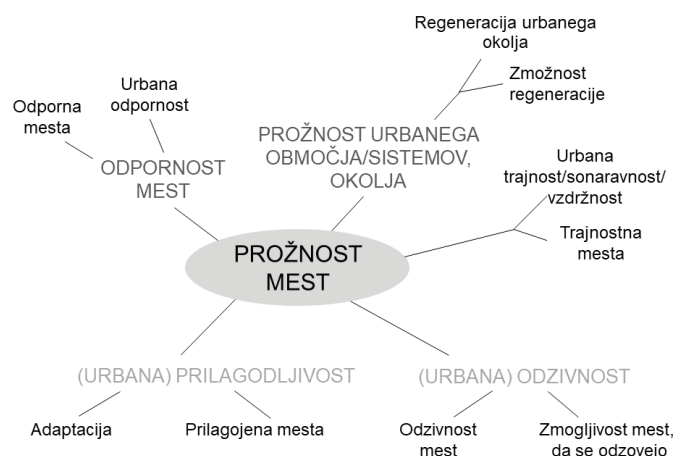 Regeneracija urbanega
okolja
Zmožnost
regeneracije
Urbana
odpornost
Odporna
mesta
PROŽNOST URBANEGA
OBMOČJA/SISTEMOV,
OKOLJA
ODPORNOST
MEST
Urbana
trajnost/sonaravnost/
vzdržnost
Trajnostna
mesta
PROŽNOST
MEST
(URBANA) PRILAGODLJIVOST
Adaptacija
Prilagojena mesta
(URBANA) ODZIVNOST
Odzivnost
mest
Zmogljivost mest,
da se odzovejo